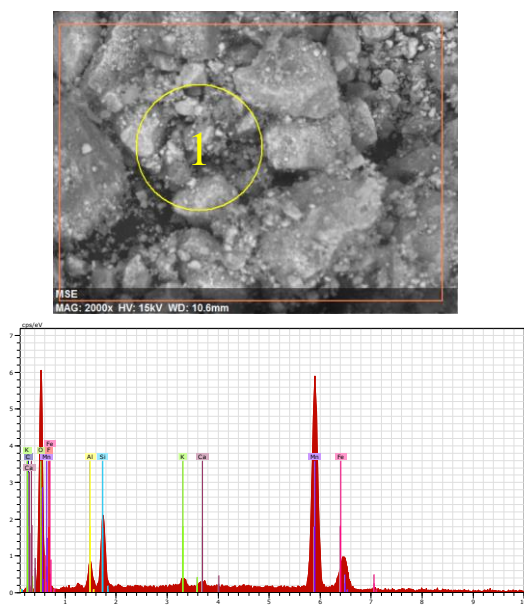 1
MSE
MAG: 2000x HV: 15kV WD: 10.6mm
cps/eV
7
6
5
4
3
2
1
0
Fe
K O F
C Mn
Ca
Al
Si
K
Ca
Mn
Fe
1 2 3 4 5 6 7 8 9